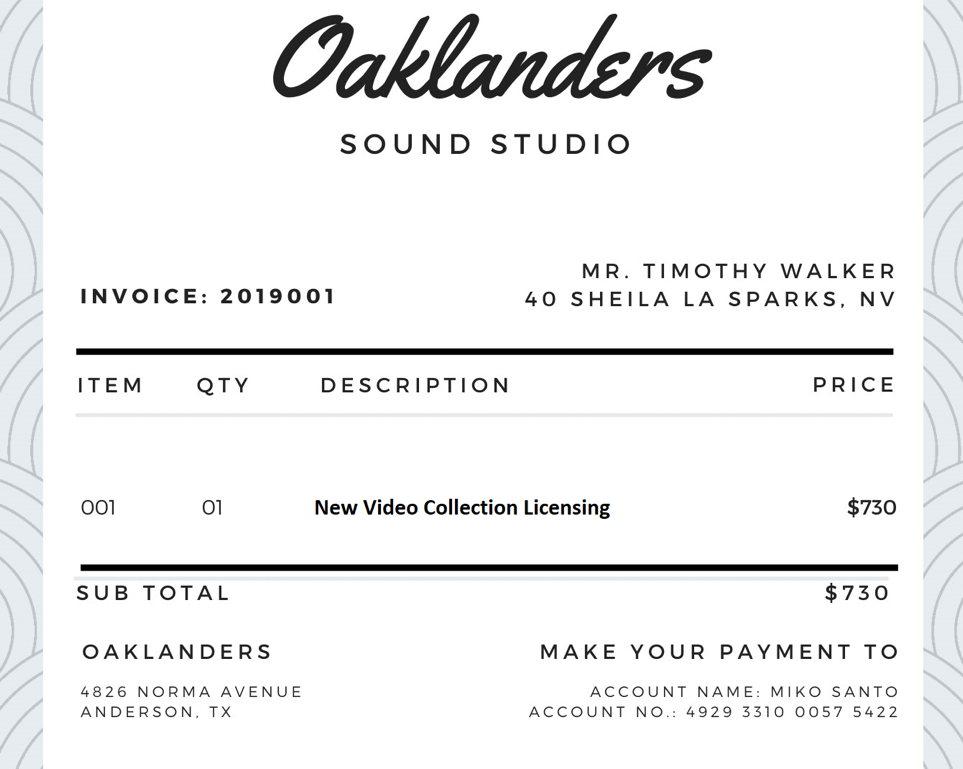 Oaklanders
SOUND STUDIO
INVOICE: 2019001
MR. TIMOTHY WALKER
40 SHEILA LA SPARKS, NV
ITEM QTY DESCRIPTION PRICE
001 01 New Video Collection Licensing $730
SUB TOTAL $730
OAKLANDERS
4826 NORMA AVENUE
ANDERSON, TX
MAKE YOUR PAYMENT TO
ACCOUNT NAME: MIKO SANTO
ACCOUNT NO.: 4929 3310 0057 5422